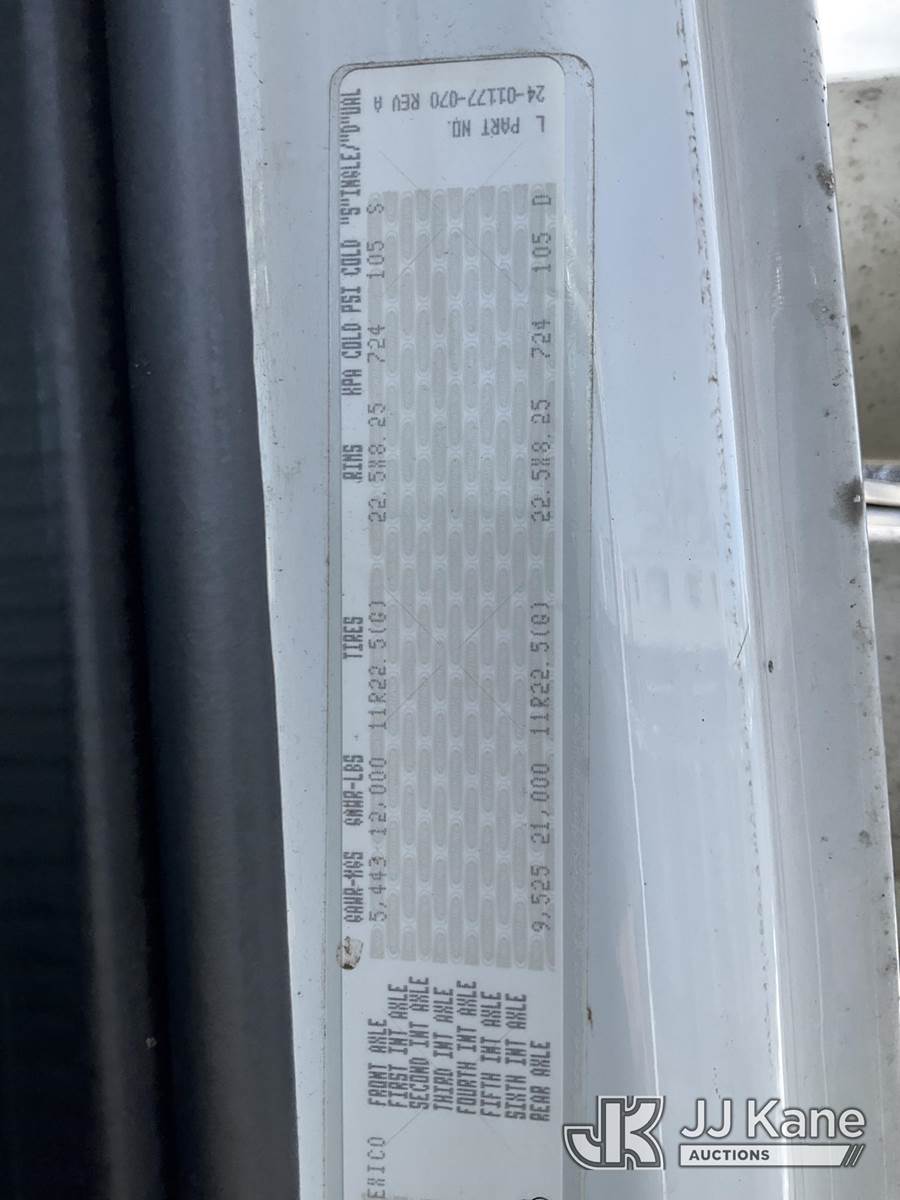 GAWR-KGS GAWR-LBS TIRES RIMS KPA COLD PSI COLD "S"INGLE/"D"UAL
FRONT AXLE 5,443 12,000 11R22.5(G) 22.5X8.25 724 105 S
FIRST INT AXLE
SECOND INT AXLE
THIRD INT AXLE
FOURTH INT AXLE
FIFTH INT AXLE
SIXTH INT AXLE
REAR AXLE 9,525 21,000 11R22.5(G) 22.5X8.25 724 105 D
L PART NO.
24-01177-070 REV A
JK JJ Kane
AUCTIONS